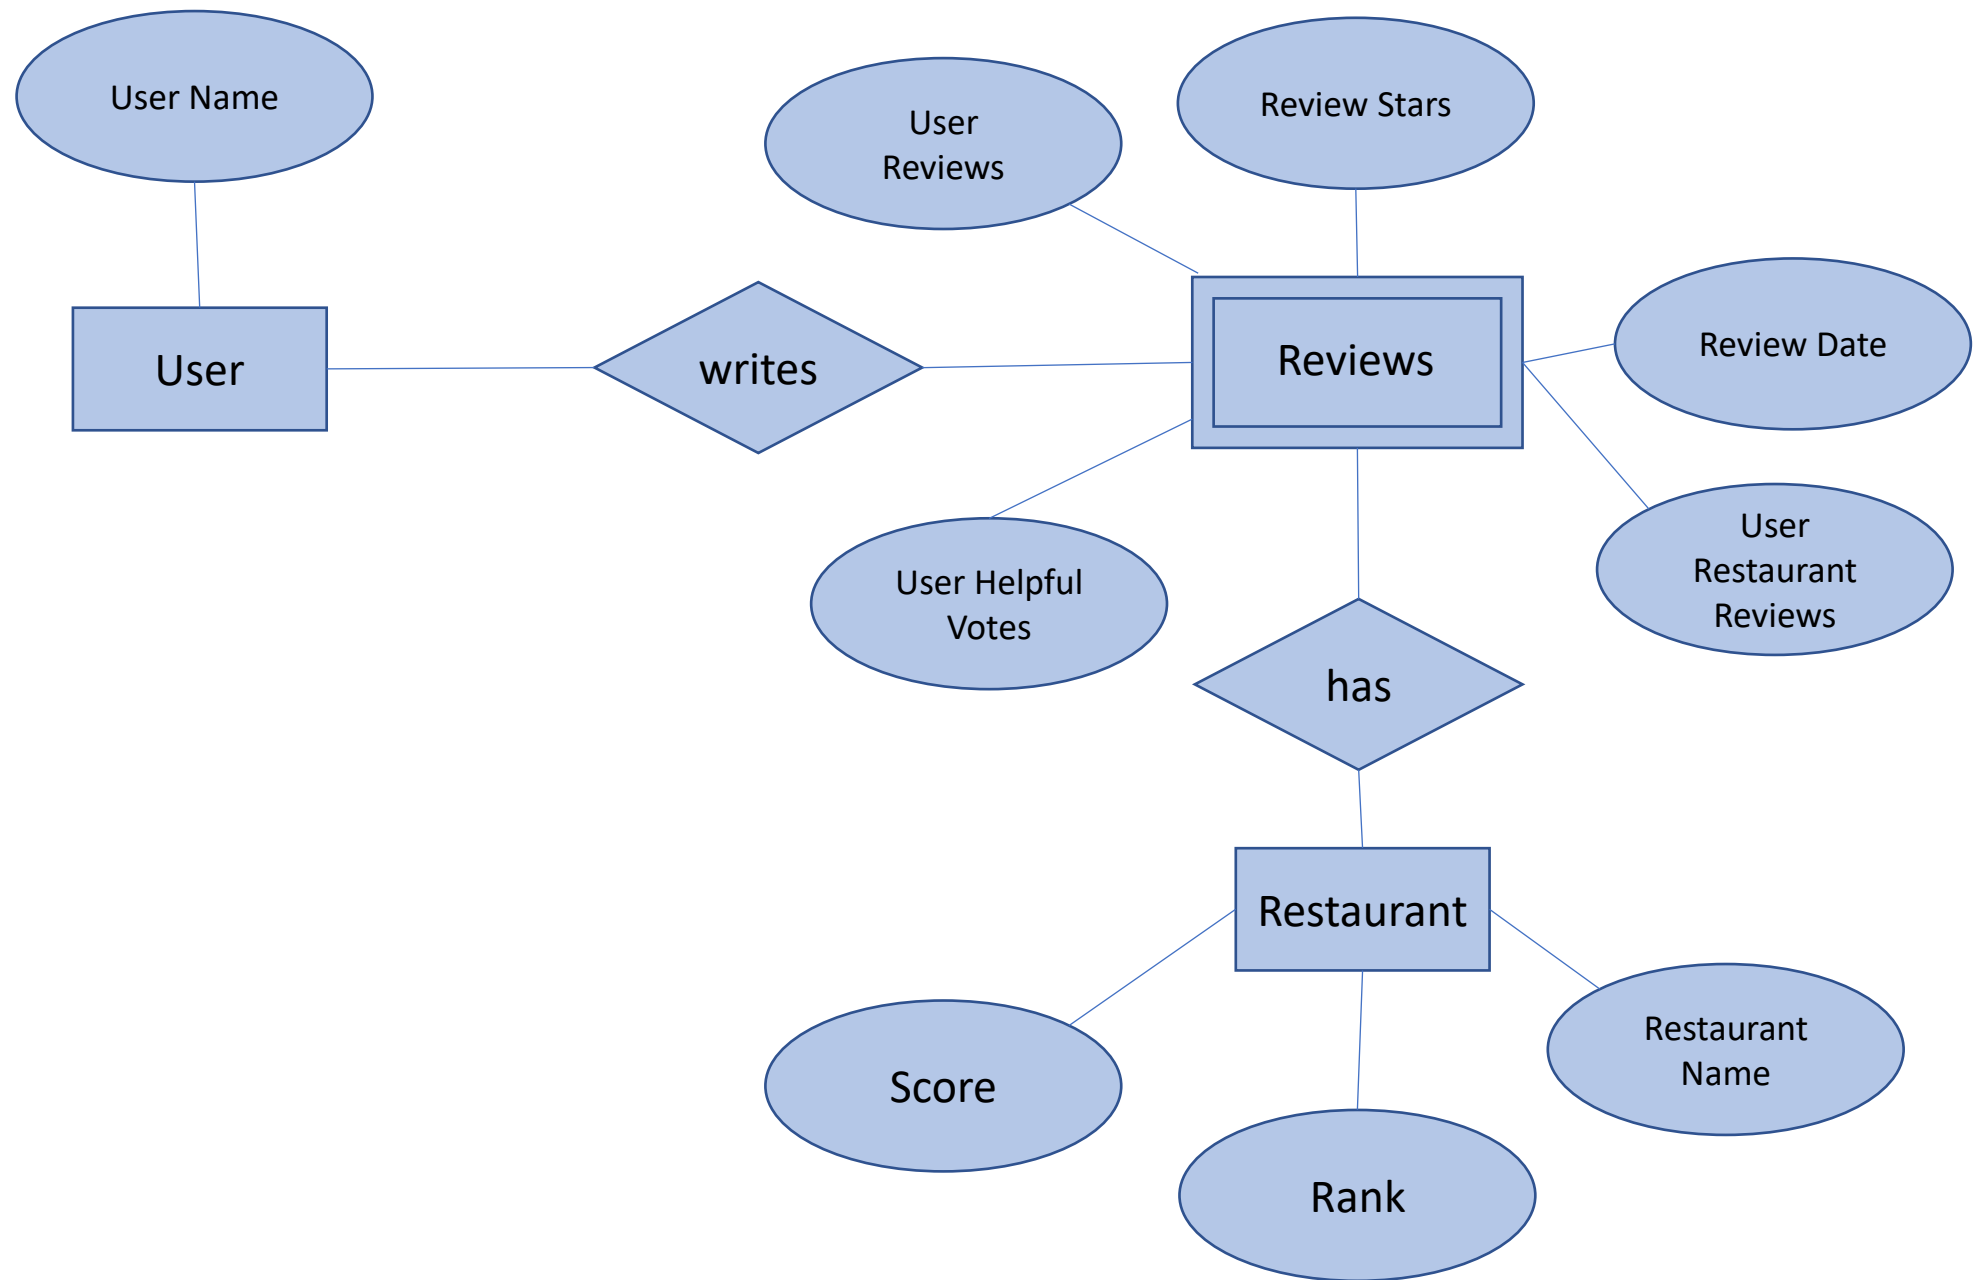 User Name
User
Reviews
Review Stars
Review Date
User
writes
Reviews
User
Restaurant
Reviews
User Helpful
Votes
has
Restaurant
Score
Restaurant
Name
Rank